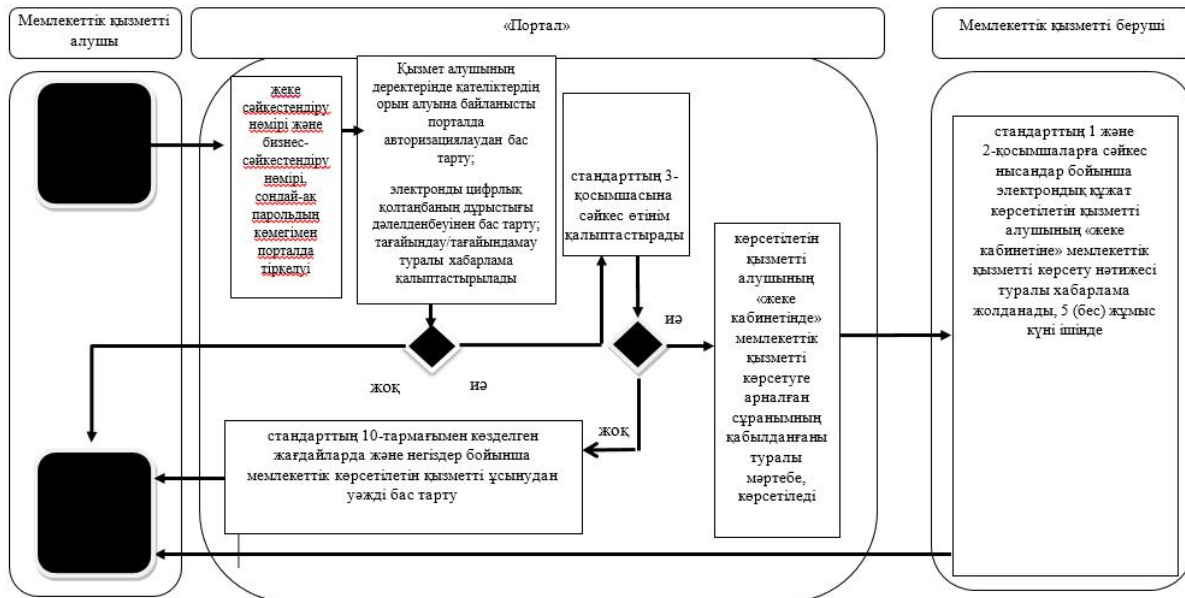 Мемлекеттік қызметті
алушы
«Портал»
Мемлекеттік қызметті беруші
жеке
сәйкестендіру
нөмірі және
бизнес-
сәйкестендіру
нөмірі,
сондай-ақ
парольдың
көмегімен
порталда
тіркелуі
Қызмет алушының
деректерінде кателіктердің
орын алуына байланысты
порталда
авторизациялаудан бас
тарту;
электронды цифрлық
қолтаңбаның дұрыстығы
дәлелденбеуінен бас тарту;
тағайындау/тағайындамау
туралы хабарлама
қалыптастырылады
стандарттың 3-
қосымшасына
сәйкес өтінім
қалыптастырады
көрсетілетін
қызметті
алушының
«жеке
кабинетінде»
мемлекеттік
қызметті
көрсетуге
арналған
сұранымның
қабылданғаны
туралы
мәртебе,
көрсетіледі
стандарттың 1 және
2-қосымшаларға сәйкес
нысандар бойынша
электрондық құжат
көрсетілетін қызметті
алушының «жеке
кабинетіне» мемлекеттік
қызметті көрсету нәтижесі
туралы хабарлама
жолданады, 5 (бес) жұмыс
күні ішінде
иә
жоқ
иә
жоқ
стандарттың 10-тармағымен көзделген
жағдайларда және негіздер бойынша
мемлекеттік көрсетілетін қызметті ұсынудан
уәжді бас тарту